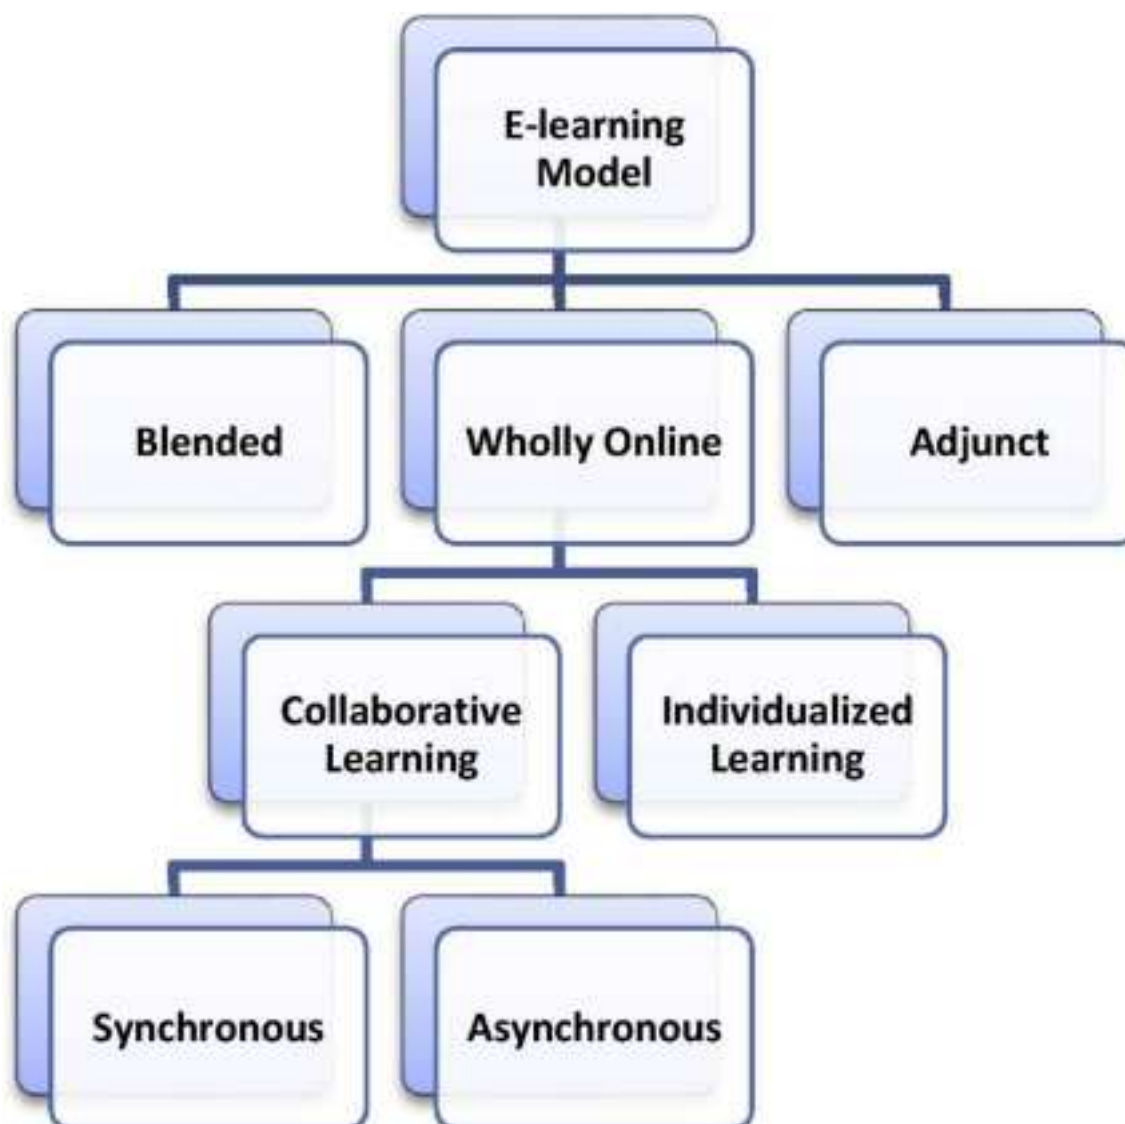 E-learning
Model
Blended
Wholly Online
Adjunct
Collaborative
Learning
Individualized
Learning
Synchronous
Asynchronous